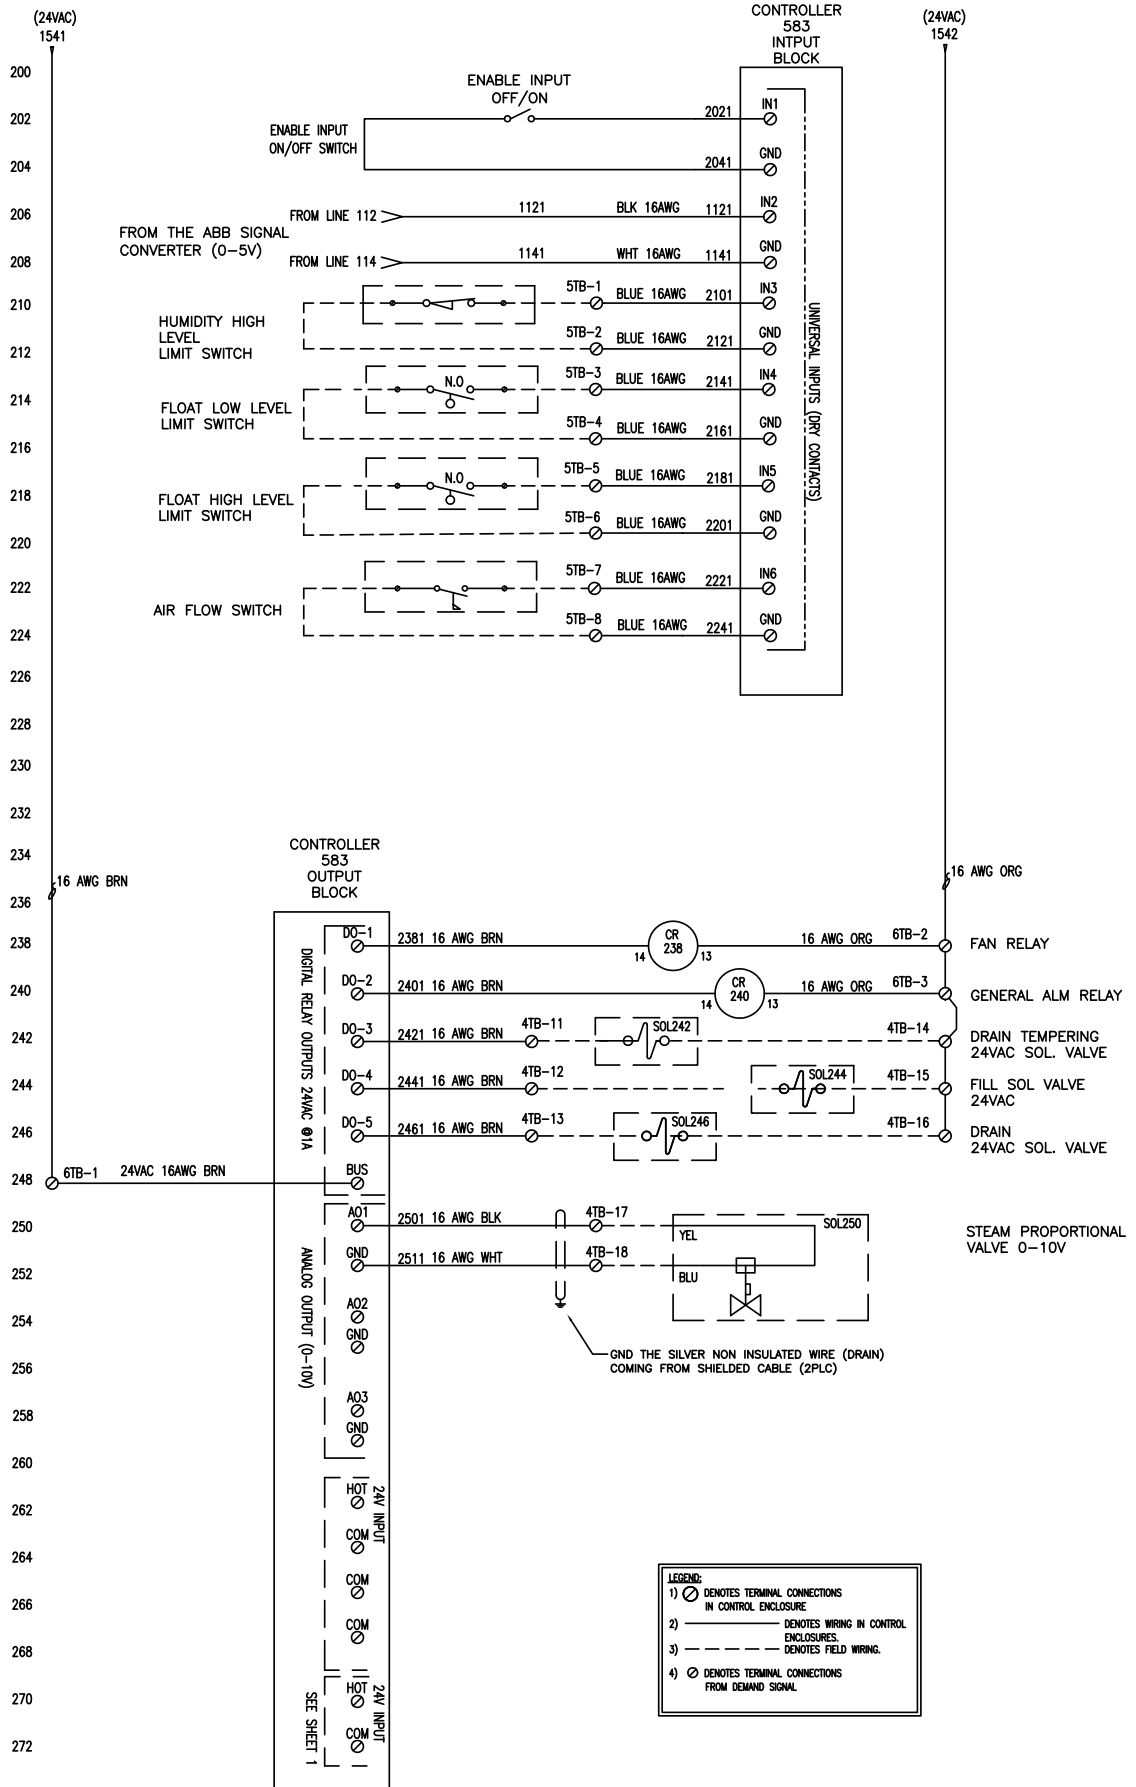 (24VAC)
1541
CONTROLLER
583
INTPUT
BLOCK
(24VAC)
1542
200
ENABLE INPUT
OFF/ON
202
2021
IN1
ENABLE INPUT
ON/OFF SWITCH
204
2041
GND
206
FROM LINE 112
1121
BLK 16AWG
1121
IN2
FROM THE ABB SIGNAL
CONVERTER (0-5V)
208
FROM LINE 114
1141
WHT 16AWG
1141
GND
210
5TB-1
BLUE 16AWG
2101
IN3
HUMIDITY HIGH
LEVEL
LIMIT SWITCH
212
5TB-2
BLUE 16AWG
2121
GND
UNIVERSAL INPUTS (DRY CONTACTS)
214
N.O
5TB-3
BLUE 16AWG
2141
IN4
FLOAT LOW LEVEL
LIMIT SWITCH
216
5TB-4
BLUE 16AWG
2161
GND
218
N.O
5TB-5
BLUE 16AWG
2181
IN5
FLOAT HIGH LEVEL
LIMIT SWITCH
220
5TB-6
BLUE 16AWG
2201
GND
222
5TB-7
BLUE 16AWG
2221
IN6
AIR FLOW SWITCH
224
5TB-8
BLUE 16AWG
2241
GND
226
228
230
232
234
CONTROLLER
583
OUTPUT
BLOCK
16 AWG BRN
16 AWG ORG
236
238
DO-1
2381 16 AWG BRN
14
CR
238
13
16 AWG ORG
6TB-2
FAN RELAY
DIGITAL RELAY OUTPUTS 24VAC @1A
240
DO-2
2401 16 AWG BRN
14
CR
240
13
16 AWG ORG
6TB-3
GENERAL ALM RELAY
242
DO-3
2421 16 AWG BRN
4TB-11
SOL242
4TB-14
DRAIN TEMPERING
24VAC SOL. VALVE
244
DO-4
2441 16 AWG BRN
4TB-12
SOL244
4TB-15
FILL SOL VALVE
24VAC
246
DO-5
2461 16 AWG BRN
4TB-13
SOL246
4TB-16
DRAIN
24VAC SOL. VALVE
248
6TB-1
24VAC 16AWG BRN
BUS
250
AO1
2501 16 AWG BLK
4TB-17
YEL
SOL250
STEAM PROPORTIONAL
VALVE 0-10V
ANALOG OUTPUT (0-10V)
252
GND
2511 16 AWG WHT
4TB-18
BLU
254
AO2
GND
256
GND THE SILVER NON INSULATED WIRE (DRAIN)
COMING FROM SHIELDED CABLE (2PLC)
258
AO3
GND
260
262
HOT
24V INPUT
264
COM
266
COM
268
COM
270
HOT
24V INPUT
SEE SHEET 1
272
COM
LEGEND:
1) DENOTES TERMINAL CONNECTIONS
IN CONTROL ENCLOSURE
2) DENOTES WIRING IN CONTROL
ENCLOSURES.
3) DENOTES FIELD WIRING.
4) DENOTES TERMINAL CONNECTIONS
FROM DEMAND SIGNAL